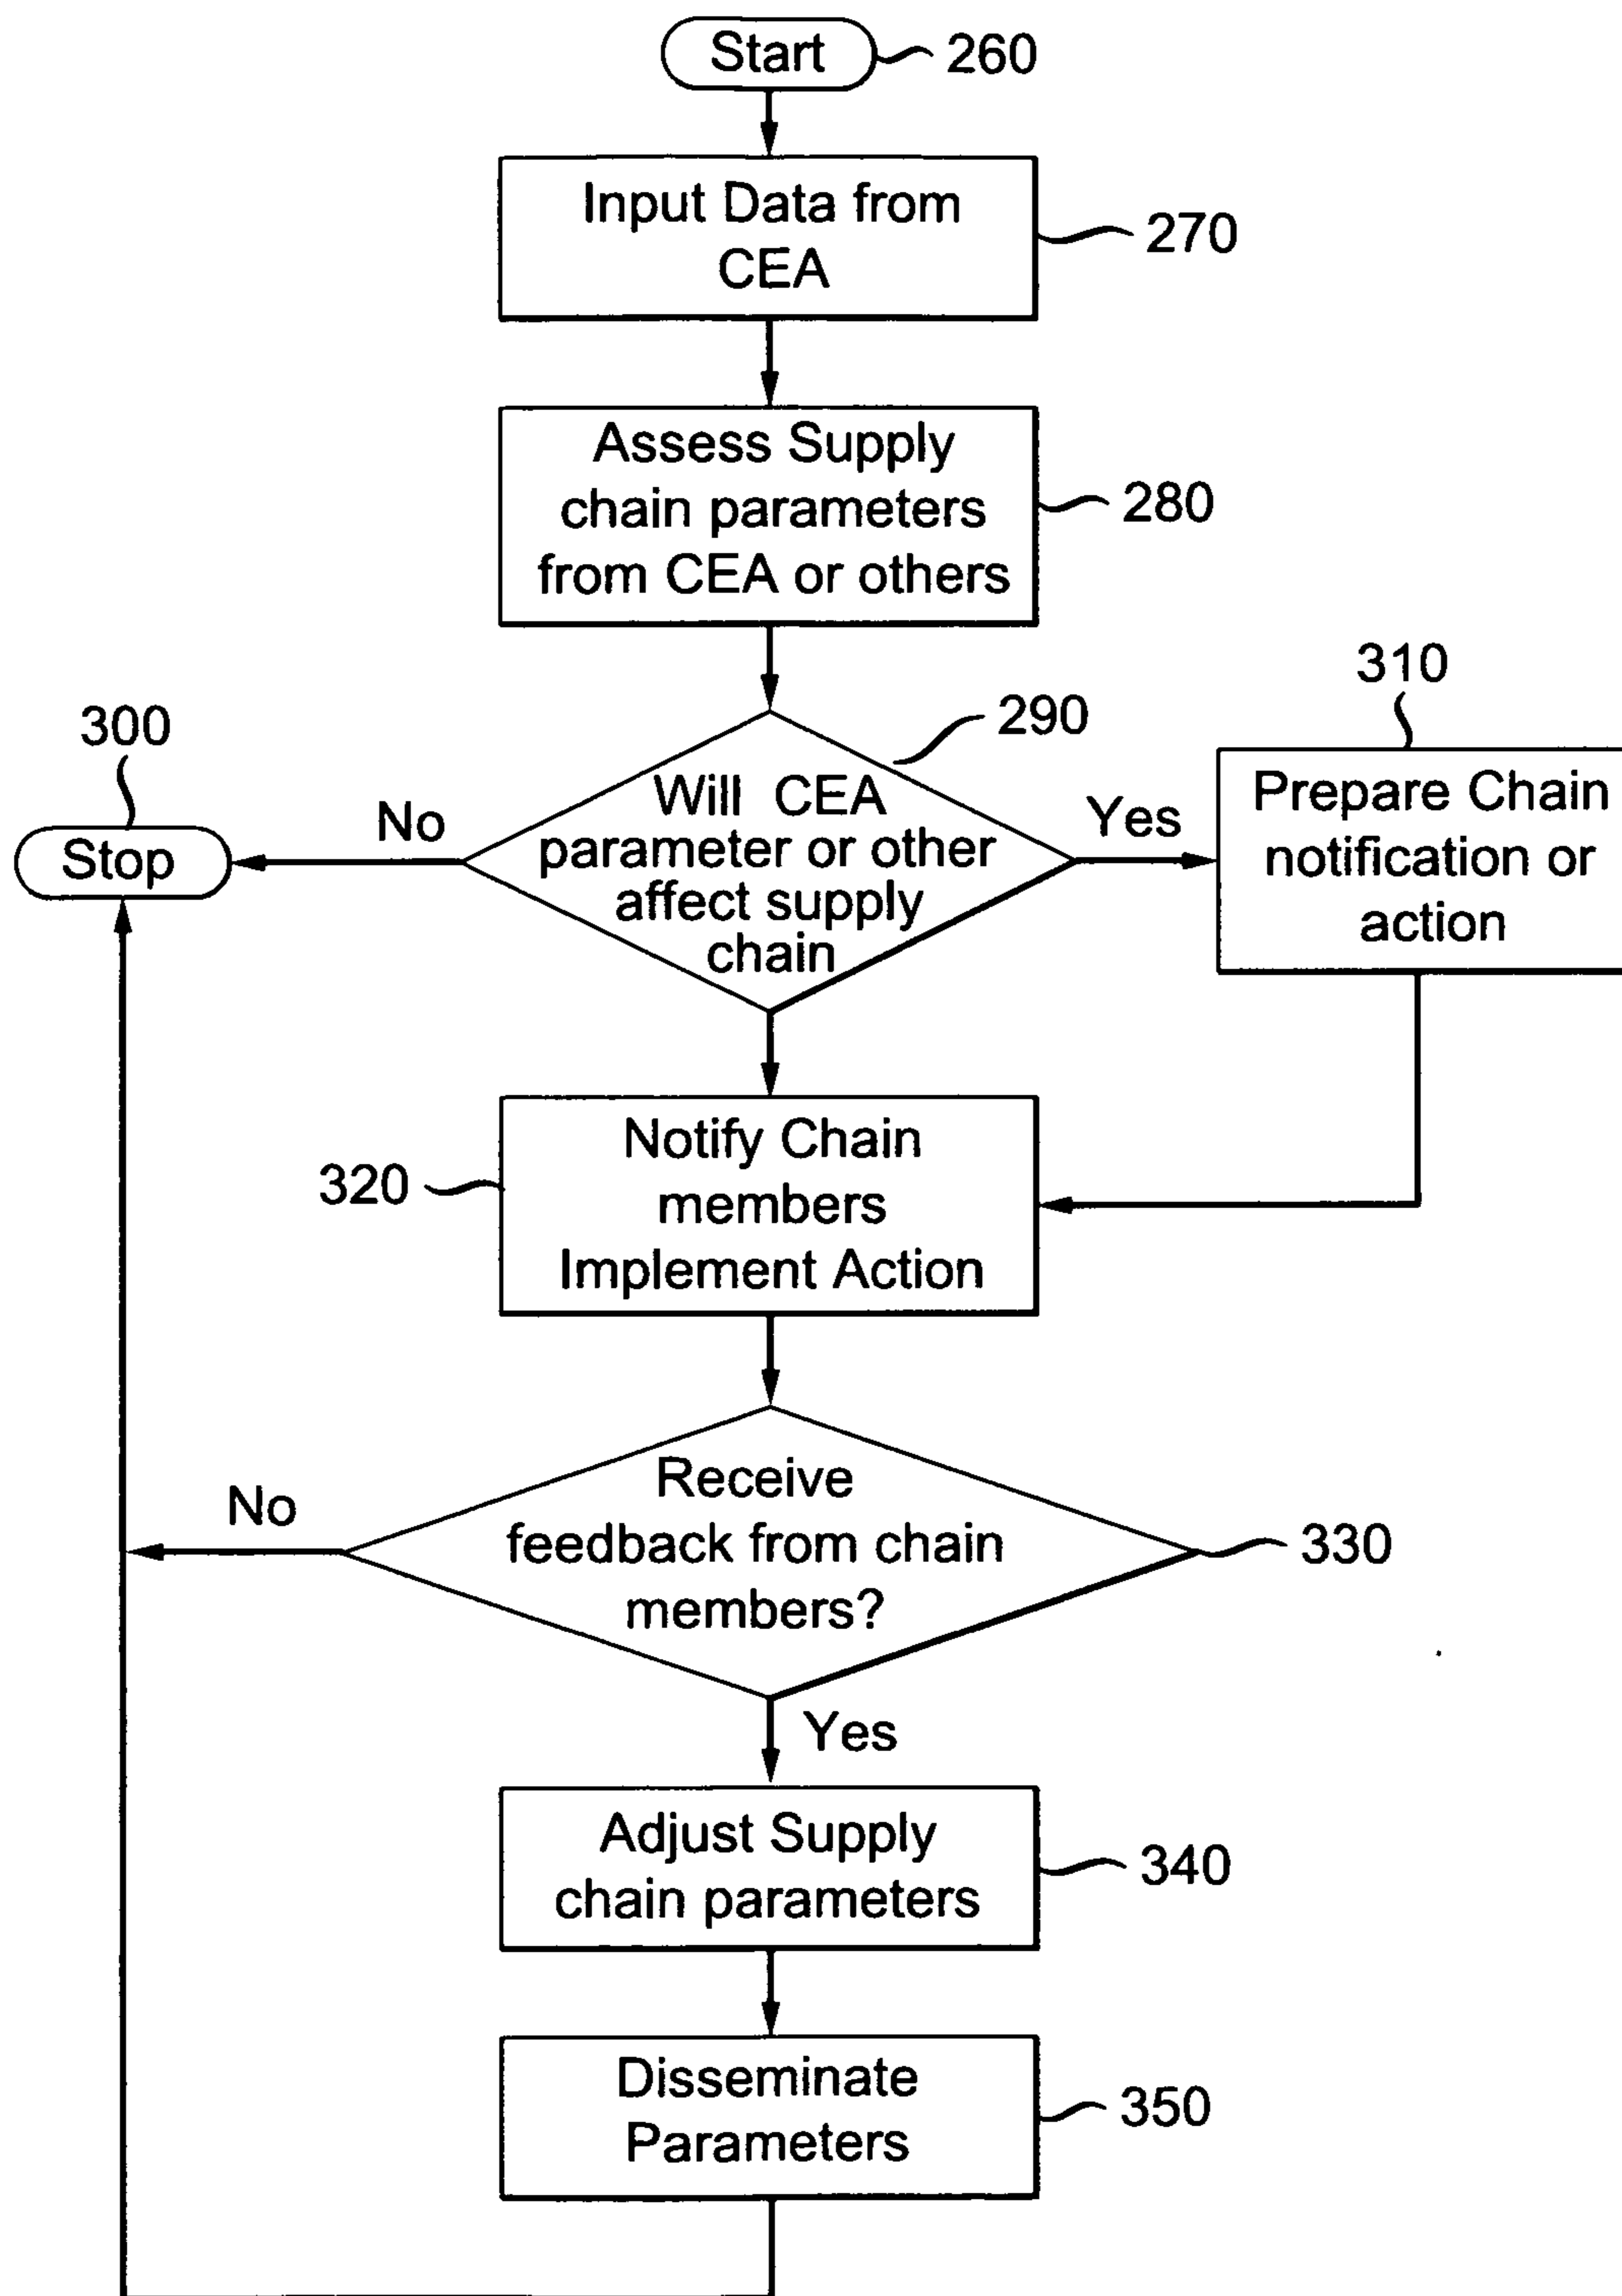 Start
260
Input Data from
CEA
270
Assess Supply
chain parameters
from CEA or others
280
290
Will CEA
parameter or other
affect supply
chain
No
300
Stop
Yes
310
Prepare Chain
notification or
action
320
Notify Chain
members
Implement Action
Receive
feedback from chain
members?
330
No
Yes
Adjust Supply
chain parameters
340
Disseminate
Parameters
350